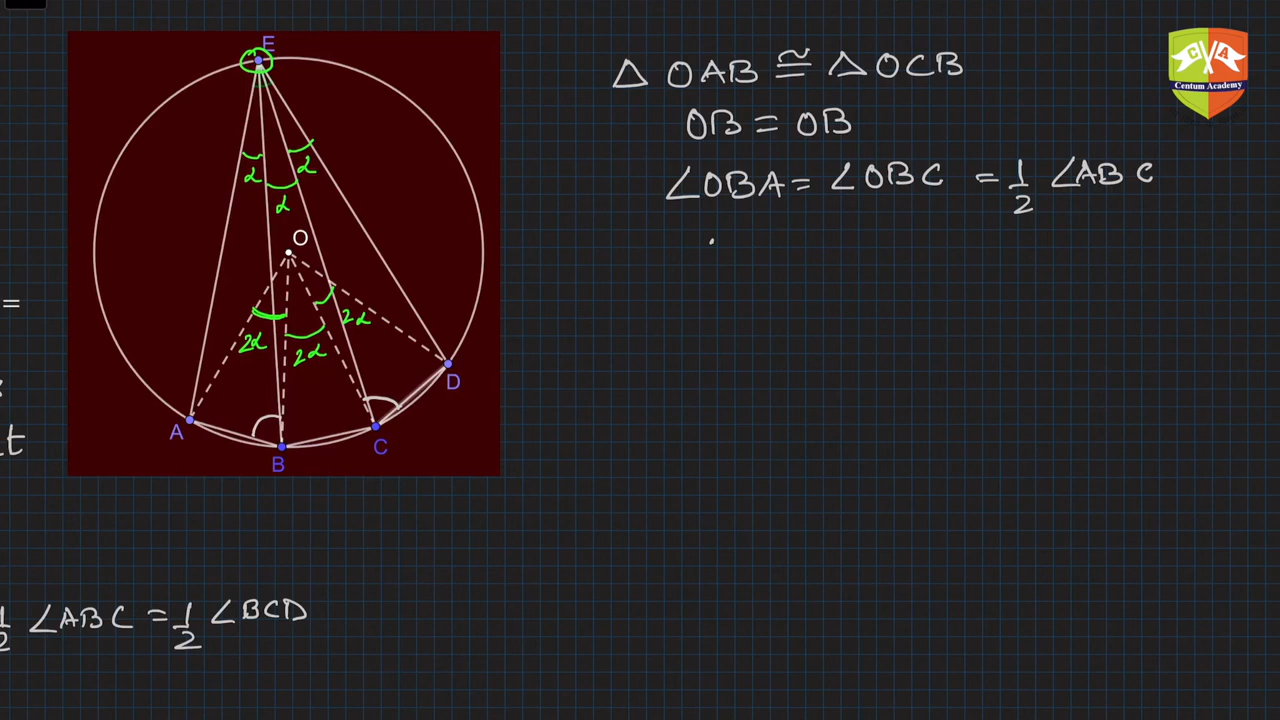 E
△ OAB ≅ △ OCB
C A
Centum Academy
OB = OB
∠OBA = ∠OBC = 1/2 ∠ABC
α
α
α
O
=
2α
2α
2α
D
A
B
C
t
1/2 ∠ABC = 1/2 ∠BCD